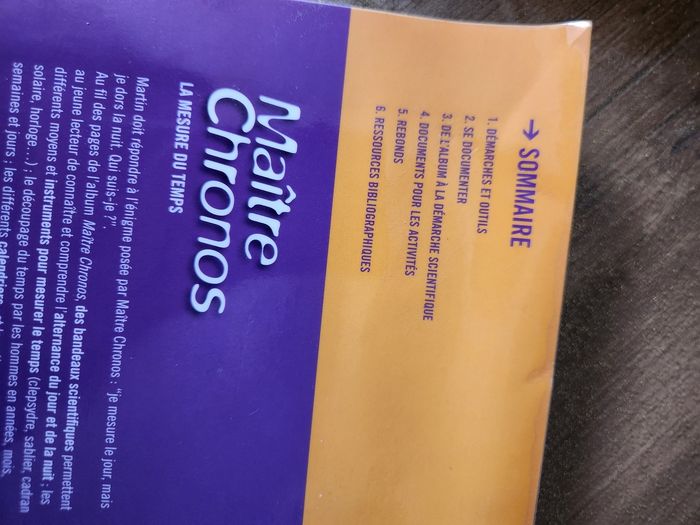 → SOMMAIRE
1. DÉMARCHES ET OUTILS
2. SE DOCUMENTER
3. DE L'ALBUM À LA DÉMARCHE SCIENTIFIQUE
4. DOCUMENTS POUR LES ACTIVITÉS
5. REBONDS
6. RESSOURCES BIBLIOGRAPHIQUES
Maître
Chronos
LA MESURE DU TEMPS
Martin doit répondre à l'énigme posée par Maître Chronos : "je mesure le jour, mais
je dors la nuit. Qui suis-je ?".
Au fil des pages de l'album Maître Chronos, des bandeaux scientifiques permettent
au jeune lecteur de connaître et comprendre l'alternance du jour et de la nuit ; les
différents moyens et instruments pour mesurer le temps (clepsydre, sablier, cadran
solaire, horloge...) ; le découpage du temps par les hommes en années, mois,
semaines et jours ; les différents calendriers